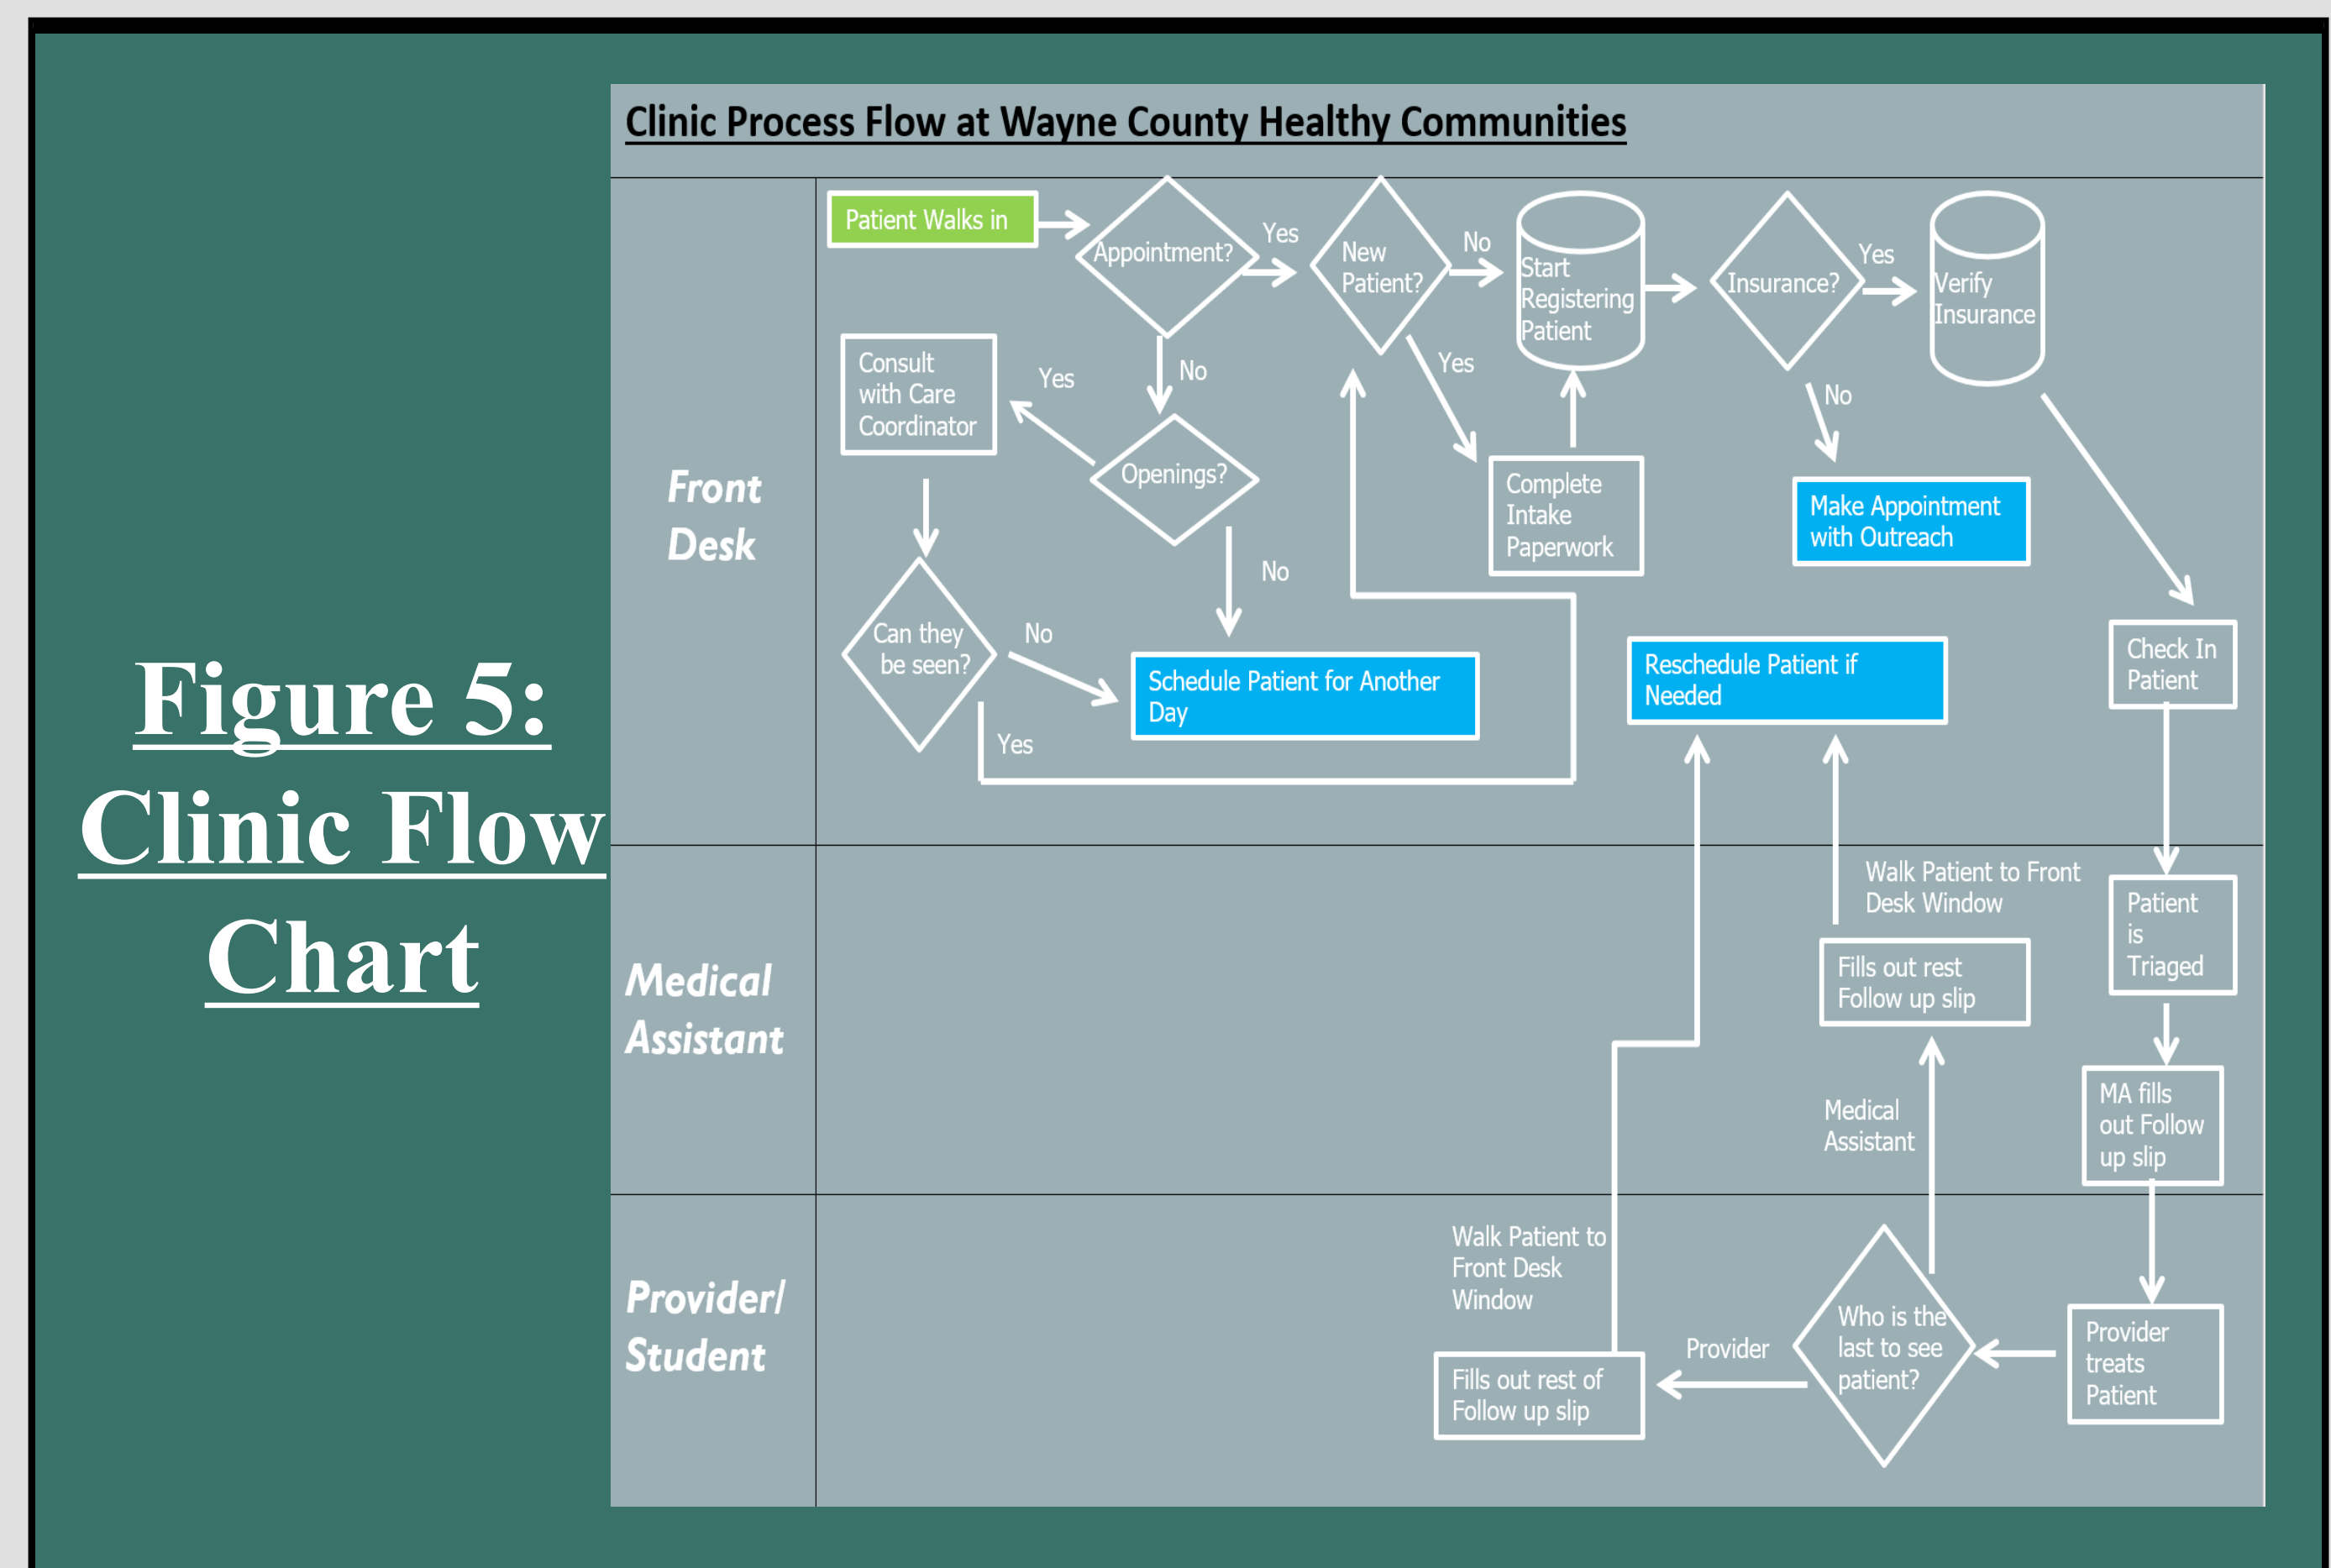 Figure 5:
Clinic Flow
Chart
Clinic Process Flow at Wayne County Healthy Communities
Front
Desk
Patient Walks in
Appointment?
Yes
New
Patient?
No
Start
Registering
Patient
Insurance?
Yes
Verify
Insurance
Consult
with Care
Coordinator
Yes
No
Openings?
Yes
Complete
Intake
Paperwork
No
Make Appointment
with Outreach
No
Can they
be seen?
No
Schedule Patient for Another
Day
Yes
Reschedule Patient if
Needed
Check In
Patient
Medical
Assistant
Walk Patient to Front
Desk Window
Patient
is
Triaged
Fills out rest
Follow up slip
Medical
Assistant
MA fills
out Follow
up slip
Provider/
Student
Walk Patient to
Front Desk
Window
Fills out rest of
Follow up slip
Provider
Who is the
last to see
patient?
Provider
treats
Patient